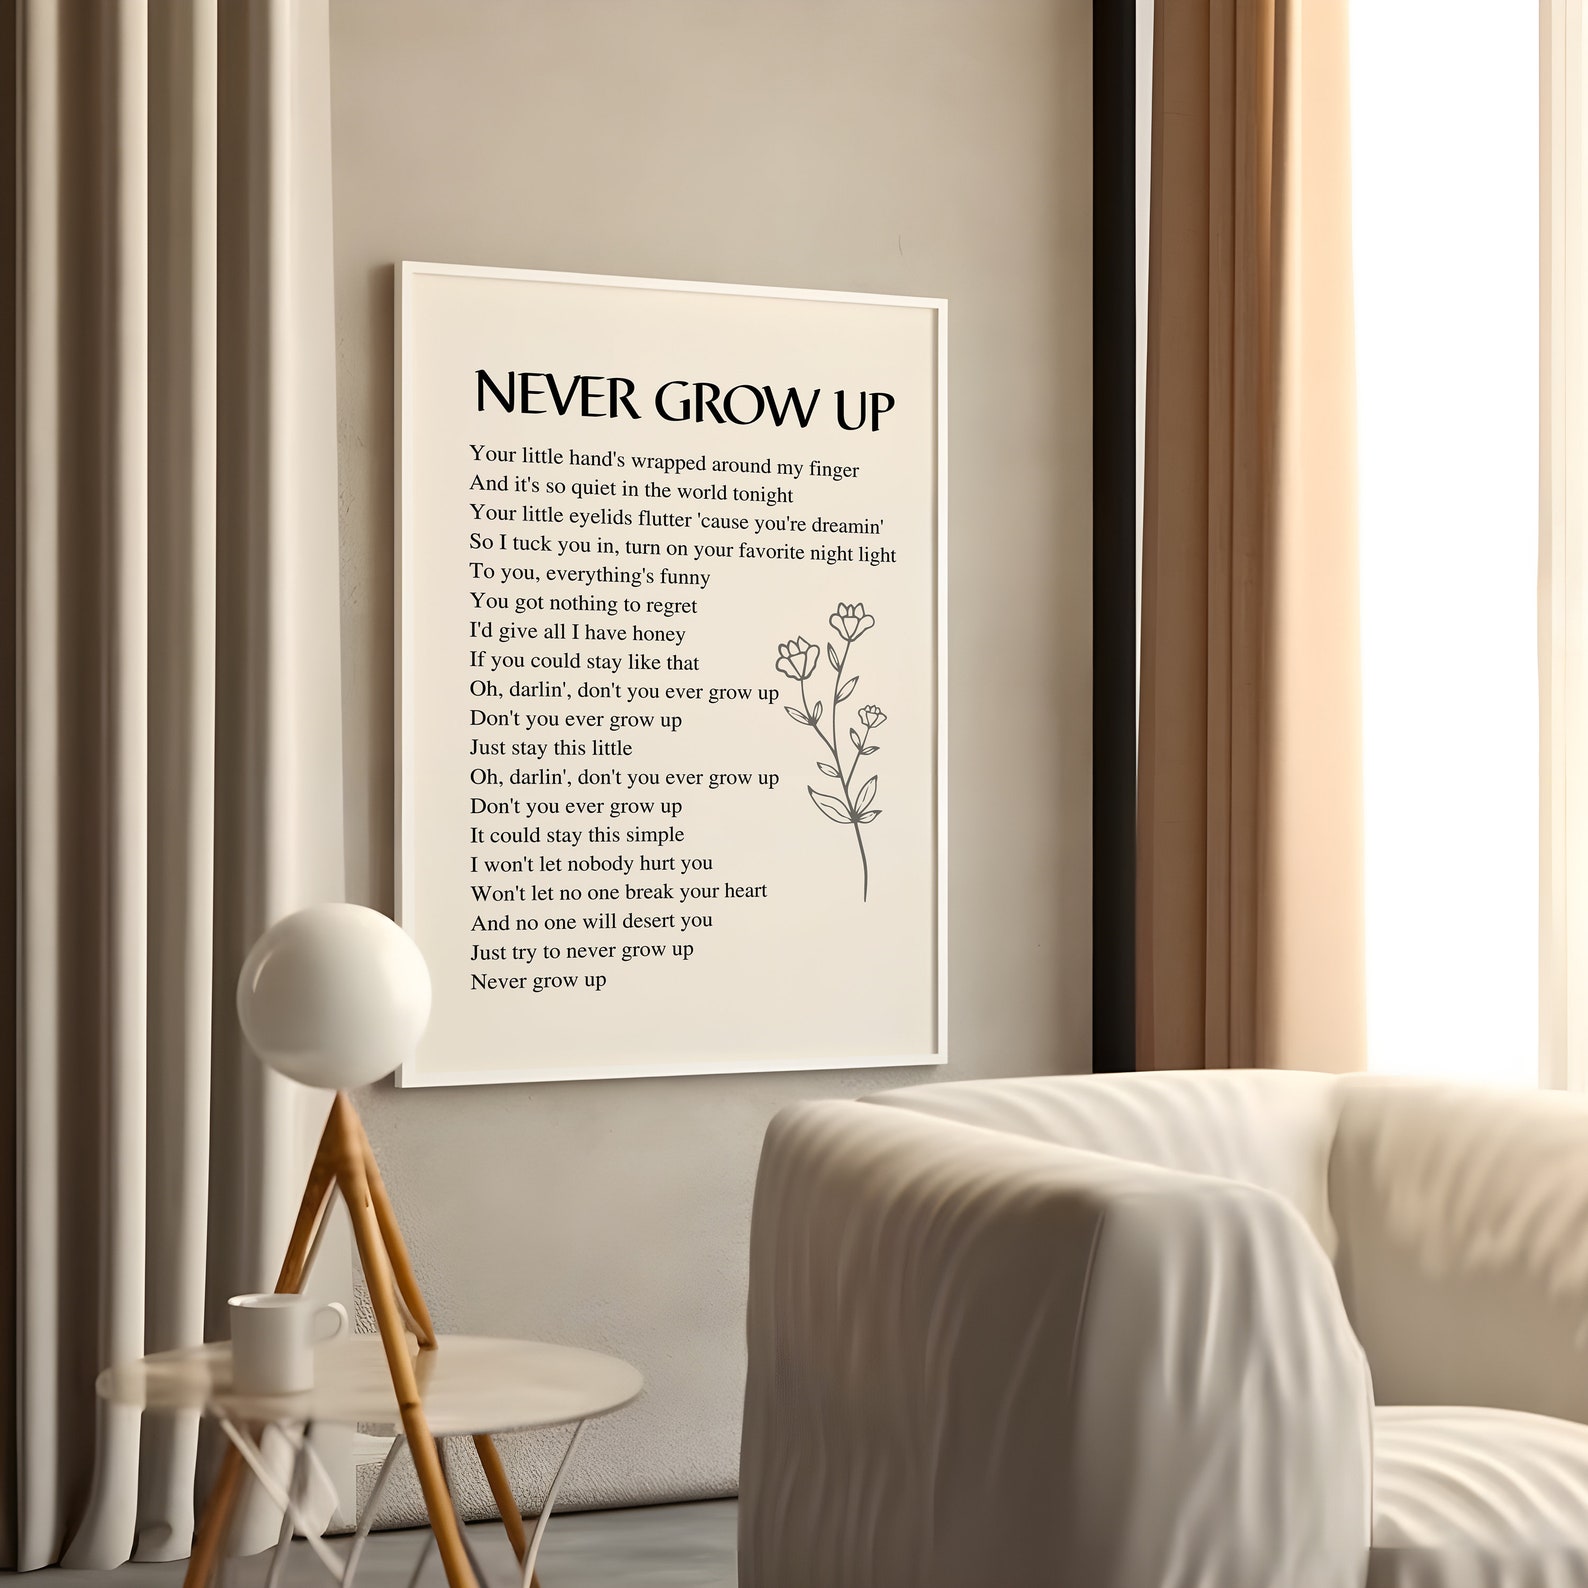 NEVER GROW UP
Your little hand's wrapped around my finger
And it's so quiet in the world tonight
Your little eyelids flutter 'cause you're dreamin'
So I tuck you in, turn on your favorite night light
To you, everything's funny
You got nothing to regret
I'd give all I have honey
If you could stay like that
Oh, darlin', don't you ever grow up
Don't you ever grow up
Just stay this little
Oh, darlin', don't you ever grow up
Don't you ever grow up
It could stay this simple
I won't let nobody hurt you
Won't let no one break your heart
And no one will desert you
Just try to never grow up
Never grow up